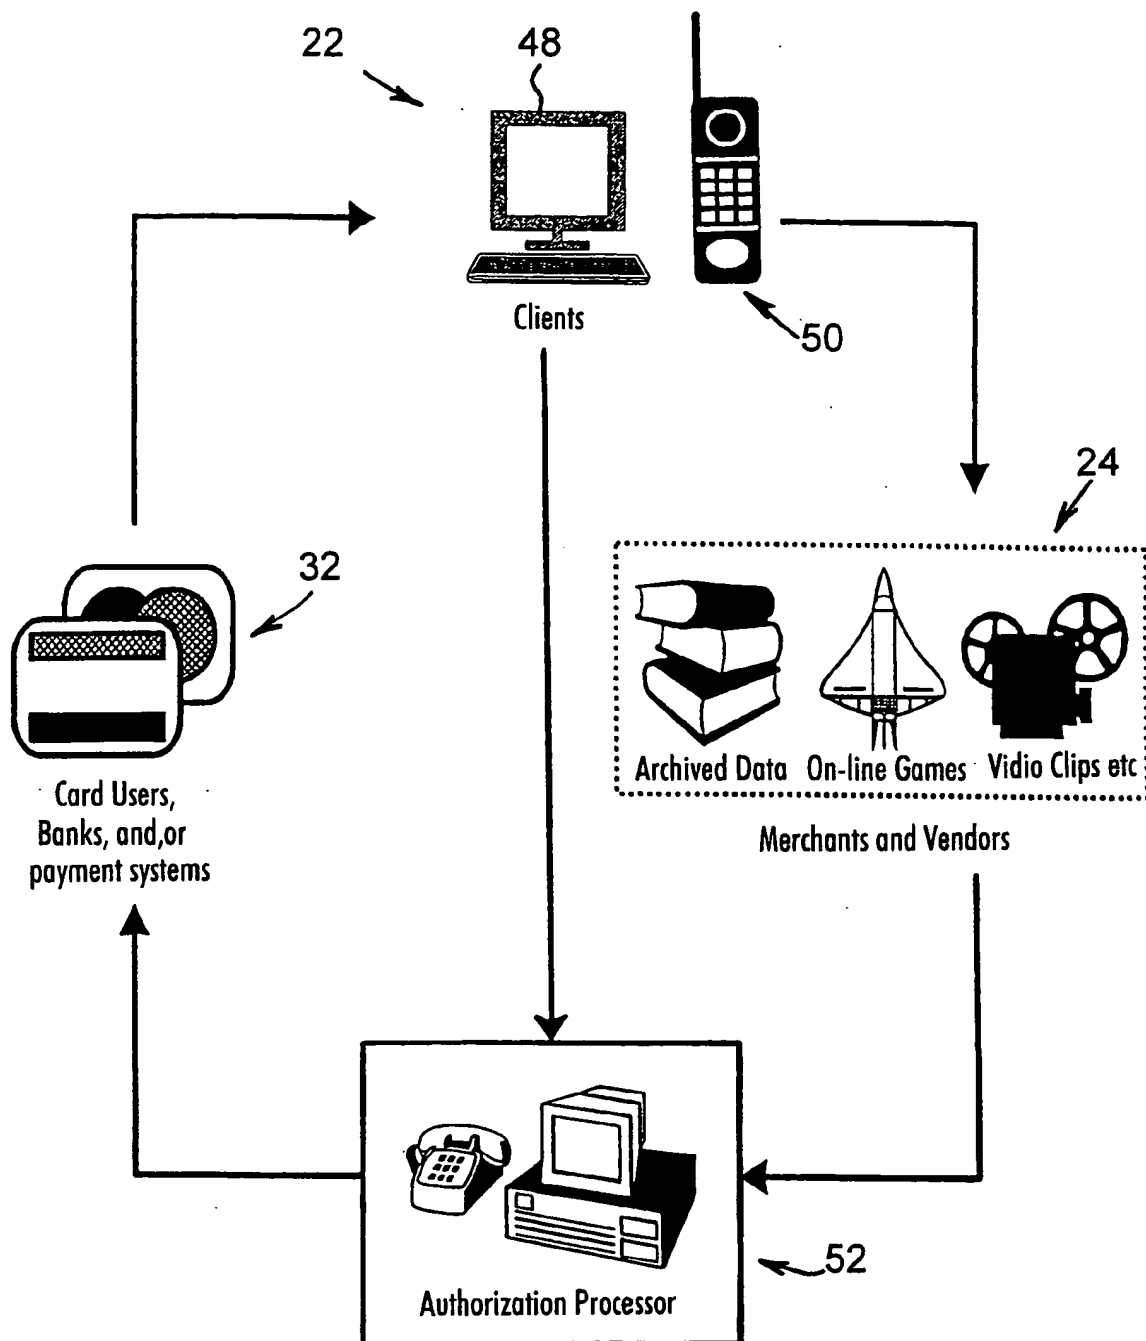 22
48
Clients
50
24
32
Archived Data On-line Games Vidio Clips etc
Card Users,
Banks, and,or
payment systems
Merchants and Vendors
52
Authorization Processor